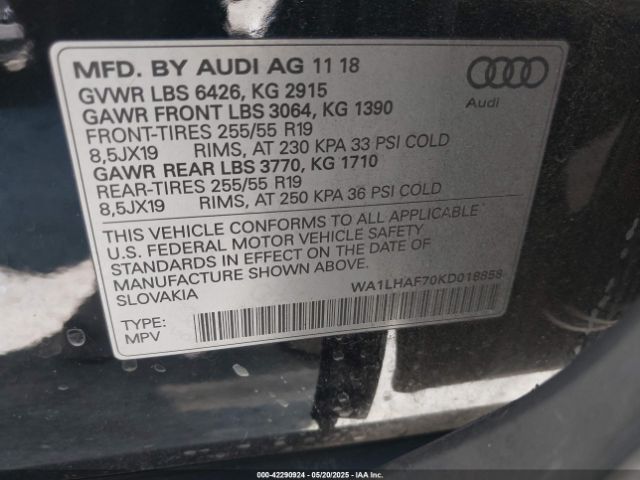 MFD. BY AUDI AG 11 18
GVWR LBS 6426, KG 2915
GAWR FRONT LBS 3064, KG 1390
FRONT-TIRES 255/55 R19
8,5JX19 RIMS, AT 230 KPA 33 PSI COLD
GAWR REAR LBS 3770, KG 1710
REAR-TIRES 255/55 R19
8,5JX19 RIMS, AT 250 KPA 36 PSI COLD
Audi
THIS VEHICLE CONFORMS TO ALL APPLICABLE
U.S. FEDERAL MOTOR VEHICLE SAFETY
STANDARDS IN EFFECT ON THE DATE OF
MANUFACTURE SHOWN ABOVE.
SLOVAKIA
WA1LHAF70KD018858
TYPE:
MPV
000-42290924 | 05/20/2025 | IAA Inc.